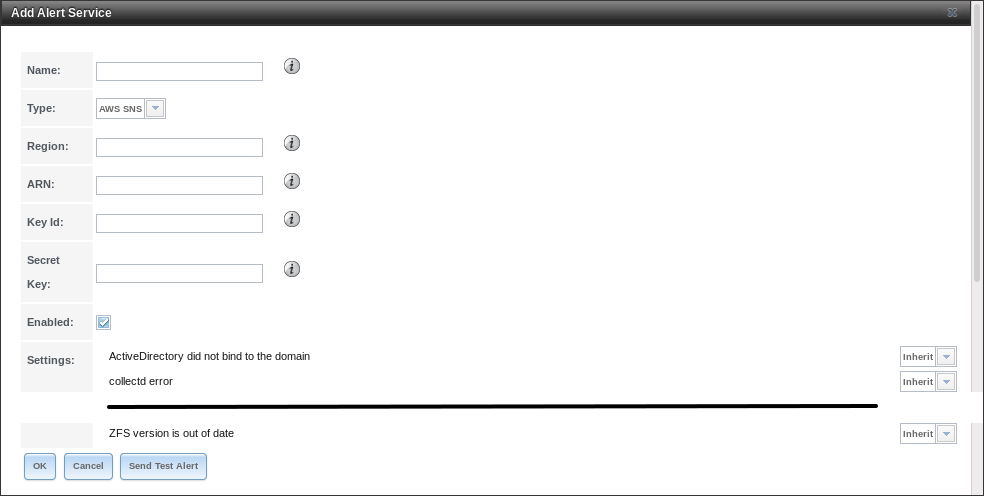 Add Alert Service
Name:
Type: AWS SNS
Region:
ARN:
Key Id:
Secret
Key:
Enabled:
Settings: ActiveDirectory did not bind to the domain Inherit
collectd error Inherit
ZFS version is out of date Inherit
OK Cancel Send Test Alert